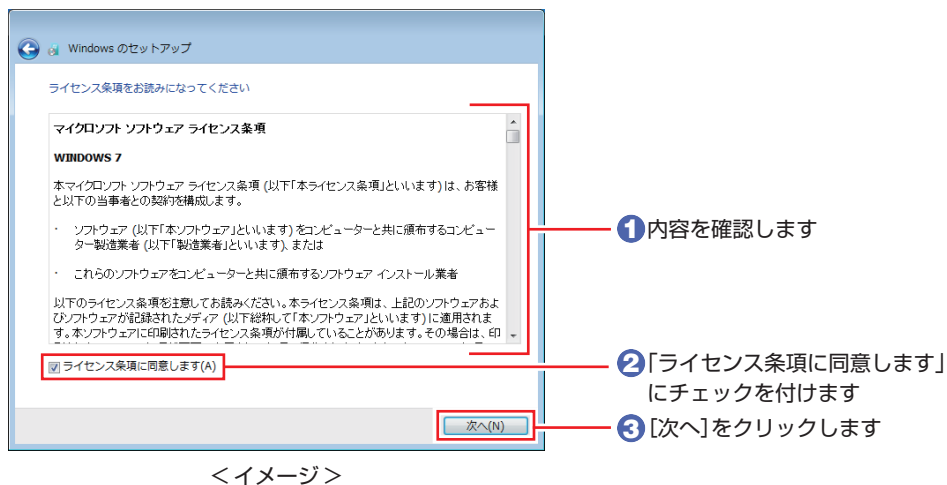 Windows のセットアップ
ライセンス条項をお読みになってください
マイクロソフト ソフトウェア ライセンス条項
WINDOWS 7
本マイクロソフト ソフトウェア ライセンス条項 (以下「本ライセンス条項」といいます) は、お客様
と以下の当事者との契約を構成します。
· ソフトウェア (以下「本ソフトウェア」といいます) をコンピューターと共に頒布するコンピュー
ター製造業者 (以下「製造業者」といいます)、または
· これらのソフトウェアをコンピューターと共に頒布するソフトウェア インストール業者
以下のライセンス条項を注意してお読みください。本ライセンス条項は、上記のソフトウェアおよ
びソフトウェアが記録されたメディア (以下総称して「本ソフトウェア」といいます) に適用されま
す。本ソフトウェアに印刷されたライセンス条項が付属していることがあります。その場合は、印
ライセンス条項に同意します(A)
次へ(N)
1 内容を確認します
2 「ライセンス条項に同意します」
にチェックを付けます
3 [次へ]をクリックします
＜イメージ＞